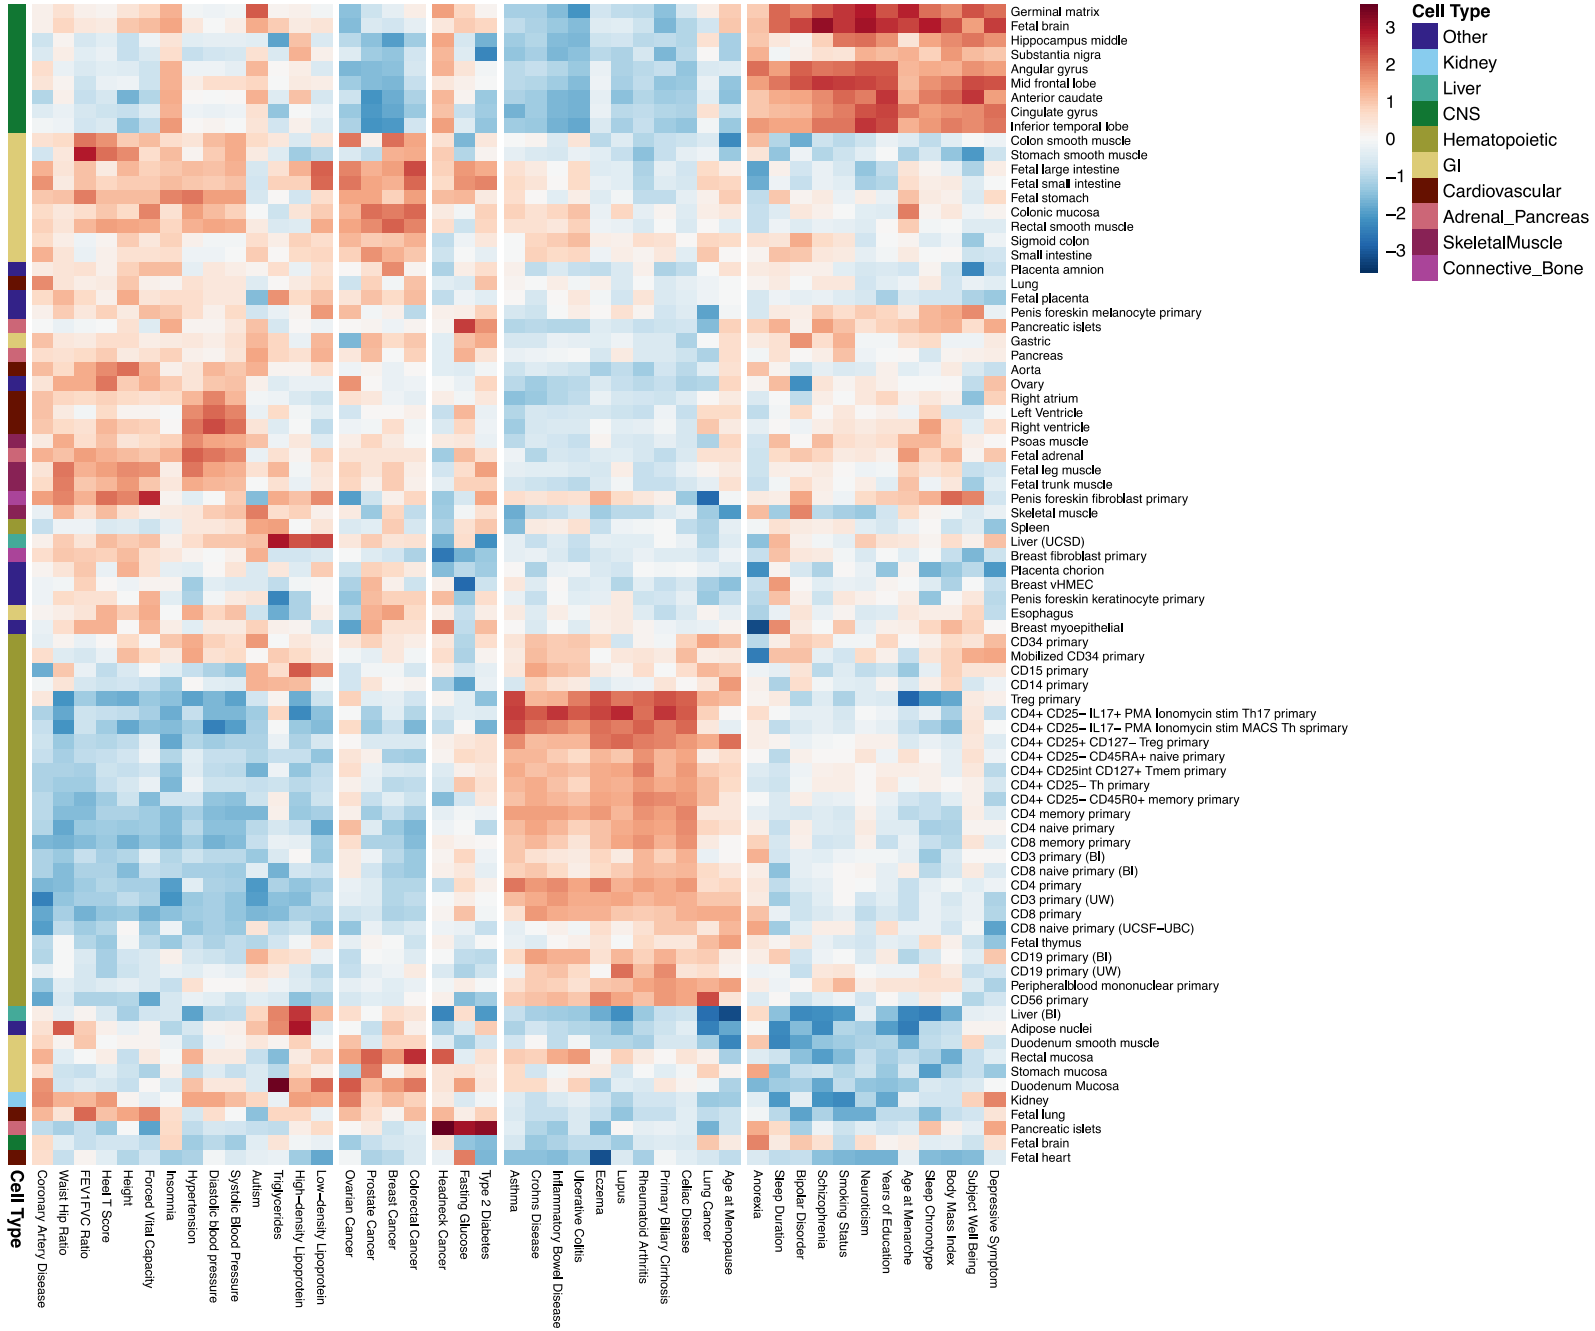 Germinal matrix
Fetal brain
Hippocampus middle
Substantia nigra
Angular gyrus
Mid frontal lobe
Anterior caudate
Cingulate gyrus
Inferior temporal lobe
Colon smooth muscle
Stomach smooth muscle
Fetal large intestine
Fetal small intestine
Fetal stomach
Colonic mucosa
Rectal smooth muscle
Sigmoid colon
Small intestine
Placenta amnion
Lung
Fetal placenta
Penis foreskin melanocyte primary
Pancreatic islets
Gastric
Pancreas
Aorta
Ovary
Right atrium
Left Ventricle
Right ventricle
Psoas muscle
Fetal adrenal
Fetal leg muscle
Fetal trunk muscle
Penis foreskin fibroblast primary
Skeletal muscle
Spleen
Liver (UCSD)
Breast fibroblast primary
Placenta chorion
Breast vHMEC
Penis foreskin keratinocyte primary
Esophagus
Breast myoepithelial
CD34 primary
Mobilized CD34 primary
CD15 primary
CD14 primary
Treg primary
CD4+ CD25− IL17+ PMA Ionomycin stim Th17 primary
CD4+ CD25− IL17− PMA Ionomycin stim MACS Th sprimary
CD4+ CD25+ CD127− Treg primary
CD4+ CD25− CD45RA+ naive primary
CD4+ CD25int CD127+ Tmem primary
CD4+ CD25− Th primary
CD4+ CD25− CD45R0+ memory primary
CD4 memory primary
CD4 naive primary
CD8 memory primary
CD3 primary (BI)
CD8 naive primary (BI)
CD4 primary
CD3 primary (UW)
CD8 primary
CD8 naive primary (UCSF−UBC)
Fetal thymus
CD19 primary (BI)
CD19 primary (UW)
Peripheralblood mononuclear primary
CD56 primary
Liver (BI)
Adipose nuclei
Duodenum smooth muscle
Rectal mucosa
Stomach mucosa
Duodenum Mucosa
Kidney
Fetal lung
Pancreatic islets
Fetal brain
Fetal heart
3
2
1
0
−1
−2
−3
Cell Type
Other
Kidney
Liver
CNS
Hematopoietic
GI
Cardiovascular
Adrenal_Pancreas
SkeletalMuscle
Connective_Bone
Cell Type
Coronary Artery Disease
Waist Hip Ratio
FEV1FVC Ratio
Heel T Score
Height
Forced Vital Capacity
Insomnia
Hypertension
Diastolic blood pressure
Systolic Blood Pressure
Autism
Triglycerides
High−density Lipoprotein
Low−density Lipoprotein
Ovarian Cancer
Prostate Cancer
Breast Cancer
Colorectal Cancer
Headneck Cancer
Fasting Glucose
Type 2 Diabetes
Asthma
Crohns Disease
Inflammatory Bowel Disease
Ulcerative Colitis
Eczema
Lupus
Rheumatoid Arthritis
Primary Biliary Cirrhosis
Celiac Disease
Lung Cancer
Age at Menopause
Anorexia
Sleep Duration
Bipolar Disorder
Schizophrenia
Smoking Status
Neuroticism
Years of Education
Age at Menarche
Sleep Chronotype
Body Mass Index
Subject Well Being
Depressive Symptom